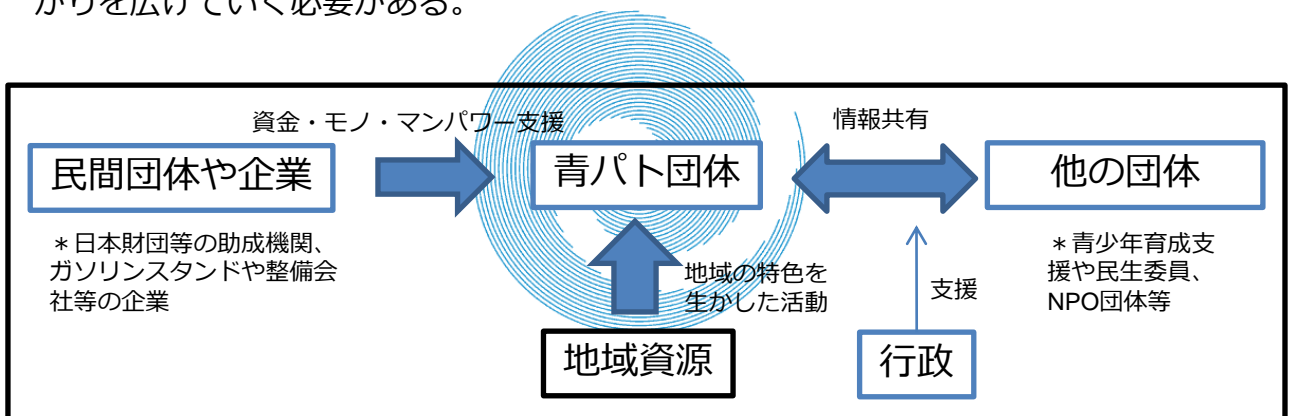 かりを広げていく必要がある。
資金・モノ・マンパワー支援
情報共有
民間団体や企業
青パト団体
他の団体
＊日本財団等の助成機関、
ガソリンスタンドや整備会
社等の企業
地域の特色を
生かした活動
支援
＊青少年育成支
援や民生委員、
NPO団体等
地域資源
行政